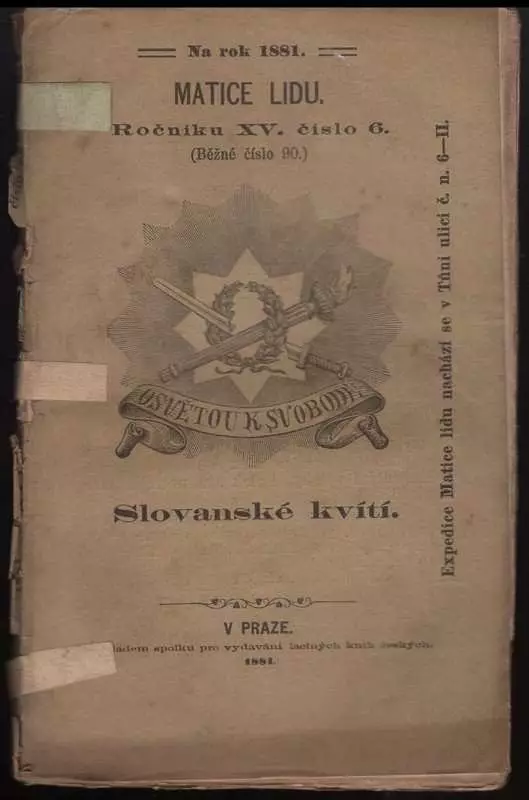 Na rok 1881.
MATICE LIDU.
Ročníku XV. číslo 6.
(Běžné číslo 90.)
OSVĚTOU K SVOBODĚ.
Slovanské kvítí.
V PRAZE.
ládem spolku pro vydávání laciných knih českých.
1881.
Expedice Matice lidu nachází se v Tůni ulici č. n. 6—II.